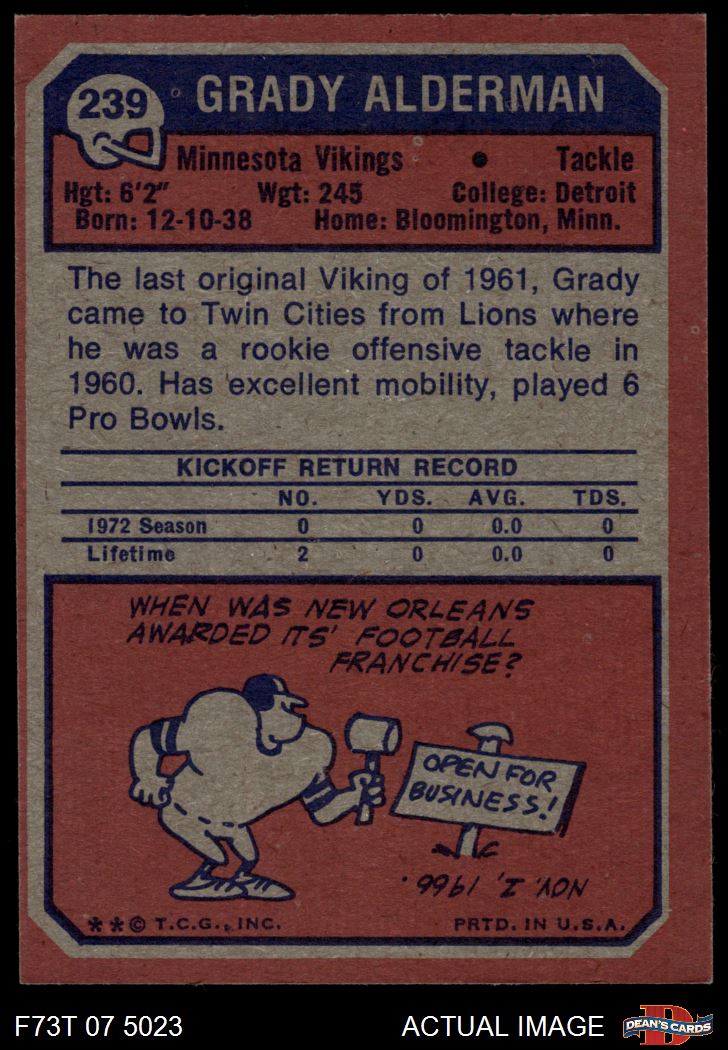 239
GRADY ALDERMAN
Minnesota Vikings • Tackle
Hgt: 6'2" Wgt: 245 College: Detroit
Born: 12-10-38 Home: Bloomington, Minn.
The last original Viking of 1961, Grady
came to Twin Cities from Lions where
he was a rookie offensive tackle in
1960. Has excellent mobility, played 6
Pro Bowls.
KICKOFF RETURN RECORD
NO. YDS. AVG. TDS.
1972 Season 0 0 0.0 0
Lifetime 2 0 0.0 0
WHEN WAS NEW ORLEANS
AWARDED ITS' FOOTBALL
FRANCHISE?
OPEN FOR
BUSINESS!
NOV. 1, 1966.
**© T.C.G., INC. PRTD. IN U.S.A.
F73T 07 5023 ACTUAL IMAGE
D
DEAN'S CARDS